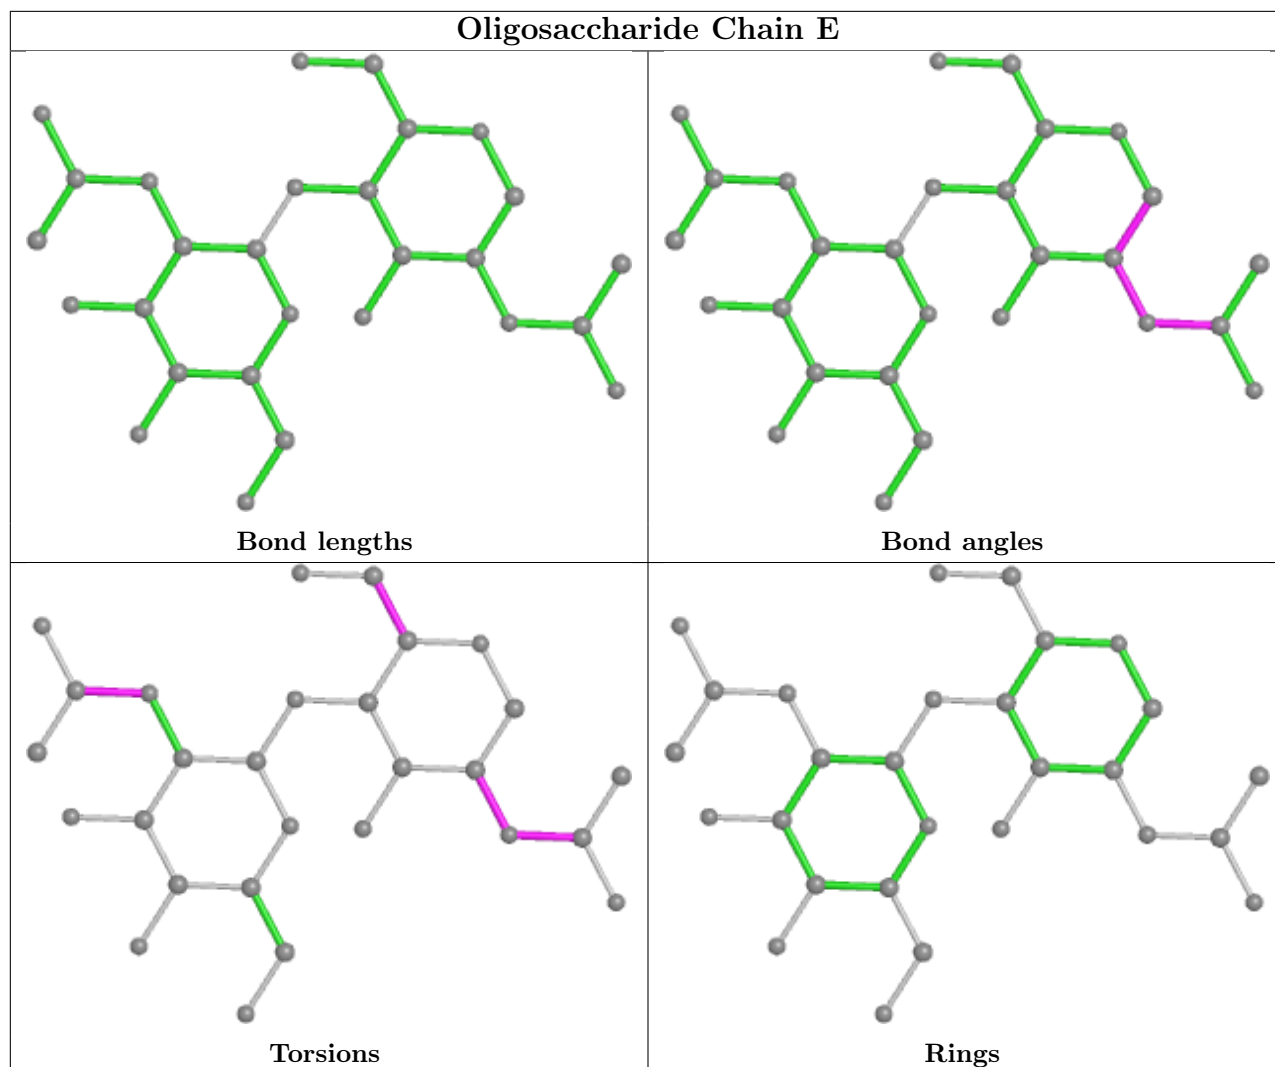 Oligosaccharide Chain E
Bond lengths
Bond angles
Torsions
Rings